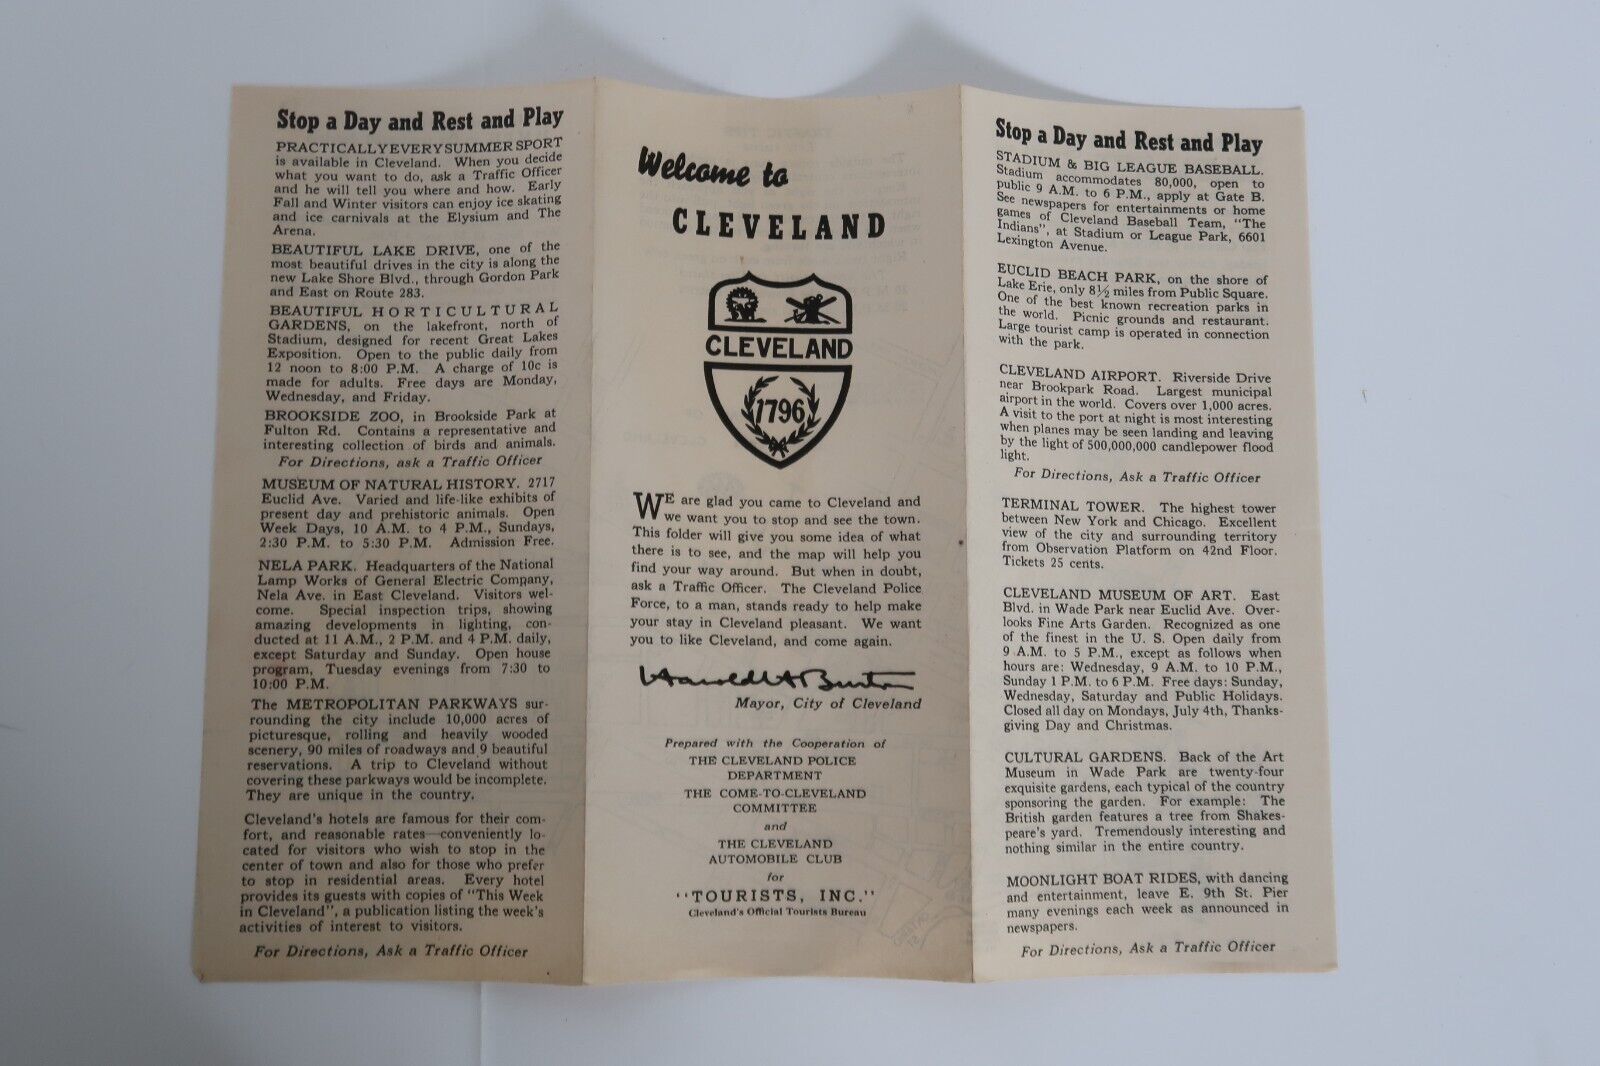 Stop a Day and Rest and Play
PRACTICALLY EVERY SUMMER SPORT
is available in Cleveland. When you decide
what you want to do, ask a Traffic Officer
and he will tell you where and how. Early
Fall and Winter visitors can enjoy ice skating
and ice carnivals at the Elysium and The
Arena.
BEAUTIFUL LAKE DRIVE, one of the
most beautiful drives in the city is along the
new Lake Shore Blvd., through Gordon Park
and East on Route 283.
BEAUTIFUL HORTICULTURAL
GARDENS, on the lakefront, north of
Stadium, designed for recent Great Lakes
Exposition. Open to the public daily from
12 noon to 8:00 P.M. A charge of 10c is
made for adults. Free days are Monday,
Wednesday, and Friday.
BROOKSIDE ZOO, in Brookside Park at
Fulton Rd. Contains a representative and
interesting collection of birds and animals.
For Directions, ask a Traffic Officer
MUSEUM OF NATURAL HISTORY. 2717
Euclid Ave. Varied and life-like exhibits of
present day and prehistoric animals. Open
Week Days, 10 A.M. to 4 P.M., Sundays,
2:30 P.M. to 5:30 P.M. Admission Free.
NELA PARK. Headquarters of the National
Lamp Works of General Electric Company,
Nela Ave. in East Cleveland. Visitors wel-
come. Special inspection trips, showing
amazing developments in lighting, con-
ducted at 11 A.M., 2 P.M. and 4 P.M. daily,
except Saturday and Sunday. Open house
program, Tuesday evenings from 7:30 to
10:00 P.M.
The METROPOLITAN PARKWAYS sur-
rounding the city include 10,000 acres of
picturesque, rolling and heavily wooded
scenery, 90 miles of roadways and 9 beautiful
reservations. A trip to Cleveland without
covering these parkways would be incomplete.
They are unique in the country.
Cleveland's hotels are famous for their com-
fort, and reasonable rates—conveniently lo-
cated for visitors who wish to stop in the
center of town and also for those who prefer
to stop in residential areas. Every hotel
provides its guests with copies of "This Week
in Cleveland", a publication listing the week's
activities of interest to visitors.
For Directions, Ask a Traffic Officer
Welcome to
CLEVELAND
CLEVELAND
1796
WE are glad you came to Cleveland and
we want you to stop and see the town.
This folder will give you some idea of what
there is to see, and the map will help you
find your way around. But when in doubt,
ask a Traffic Officer. The Cleveland Police
Force, to a man, stands ready to help make
your stay in Cleveland pleasant. We want
you to like Cleveland, and come again.
Harold H Burton
Mayor, City of Cleveland
Prepared with the Cooperation of
THE CLEVELAND POLICE
DEPARTMENT
THE COME-TO-CLEVELAND
COMMITTEE
and
THE CLEVELAND
AUTOMOBILE CLUB
for
"TOURISTS, INC."
Cleveland's Official Tourists Bureau
Stop a Day and Rest and Play
STADIUM & BIG LEAGUE BASEBALL.
Stadium accommodates 80,000, open to
public 9 A.M. to 6 P.M., apply at Gate B.
See newspapers for entertainments or home
games of Cleveland Baseball Team, "The
Indians", at Stadium or League Park, 6601
Lexington Avenue.
EUCLID BEACH PARK, on the shore of
Lake Erie, only 8½ miles from Public Square.
One of the best known recreation parks in
the world. Picnic grounds and restaurant.
Large tourist camp is operated in connection
with the park.
CLEVELAND AIRPORT. Riverside Drive
near Brookpark Road. Largest municipal
airport in the world. Covers over 1,000 acres.
A visit to the port at night is most interesting
when planes may be seen landing and leaving
by the light of 500,000,000 candlepower flood
light.
For Directions, Ask a Traffic Officer
TERMINAL TOWER. The highest tower
between New York and Chicago. Excellent
view of the city and surrounding territory
from Observation Platform on 42nd Floor.
Tickets 25 cents.
CLEVELAND MUSEUM OF ART. East
Blvd. in Wade Park near Euclid Ave. Over-
looks Fine Arts Garden. Recognized as one
of the finest in the U. S. Open daily from
9 A.M. to 5 P.M., except as follows when
hours are: Wednesday, 9 A.M. to 10 P.M.,
Sunday 1 P.M. to 6 P.M. Free days: Sunday,
Wednesday, Saturday and Public Holidays.
Closed all day on Mondays, July 4th, Thanks-
giving Day and Christmas.
CULTURAL GARDENS. Back of the Art
Museum in Wade Park are twenty-four
exquisite gardens, each typical of the country
sponsoring the garden. For example: The
British garden features a tree from Shakes-
peare's yard. Tremendously interesting and
nothing similar in the entire country.
MOONLIGHT BOAT RIDES, with dancing
and entertainment, leave E. 9th St. Pier
many evenings each week as announced in
newspapers.
For Directions, Ask a Traffic Officer